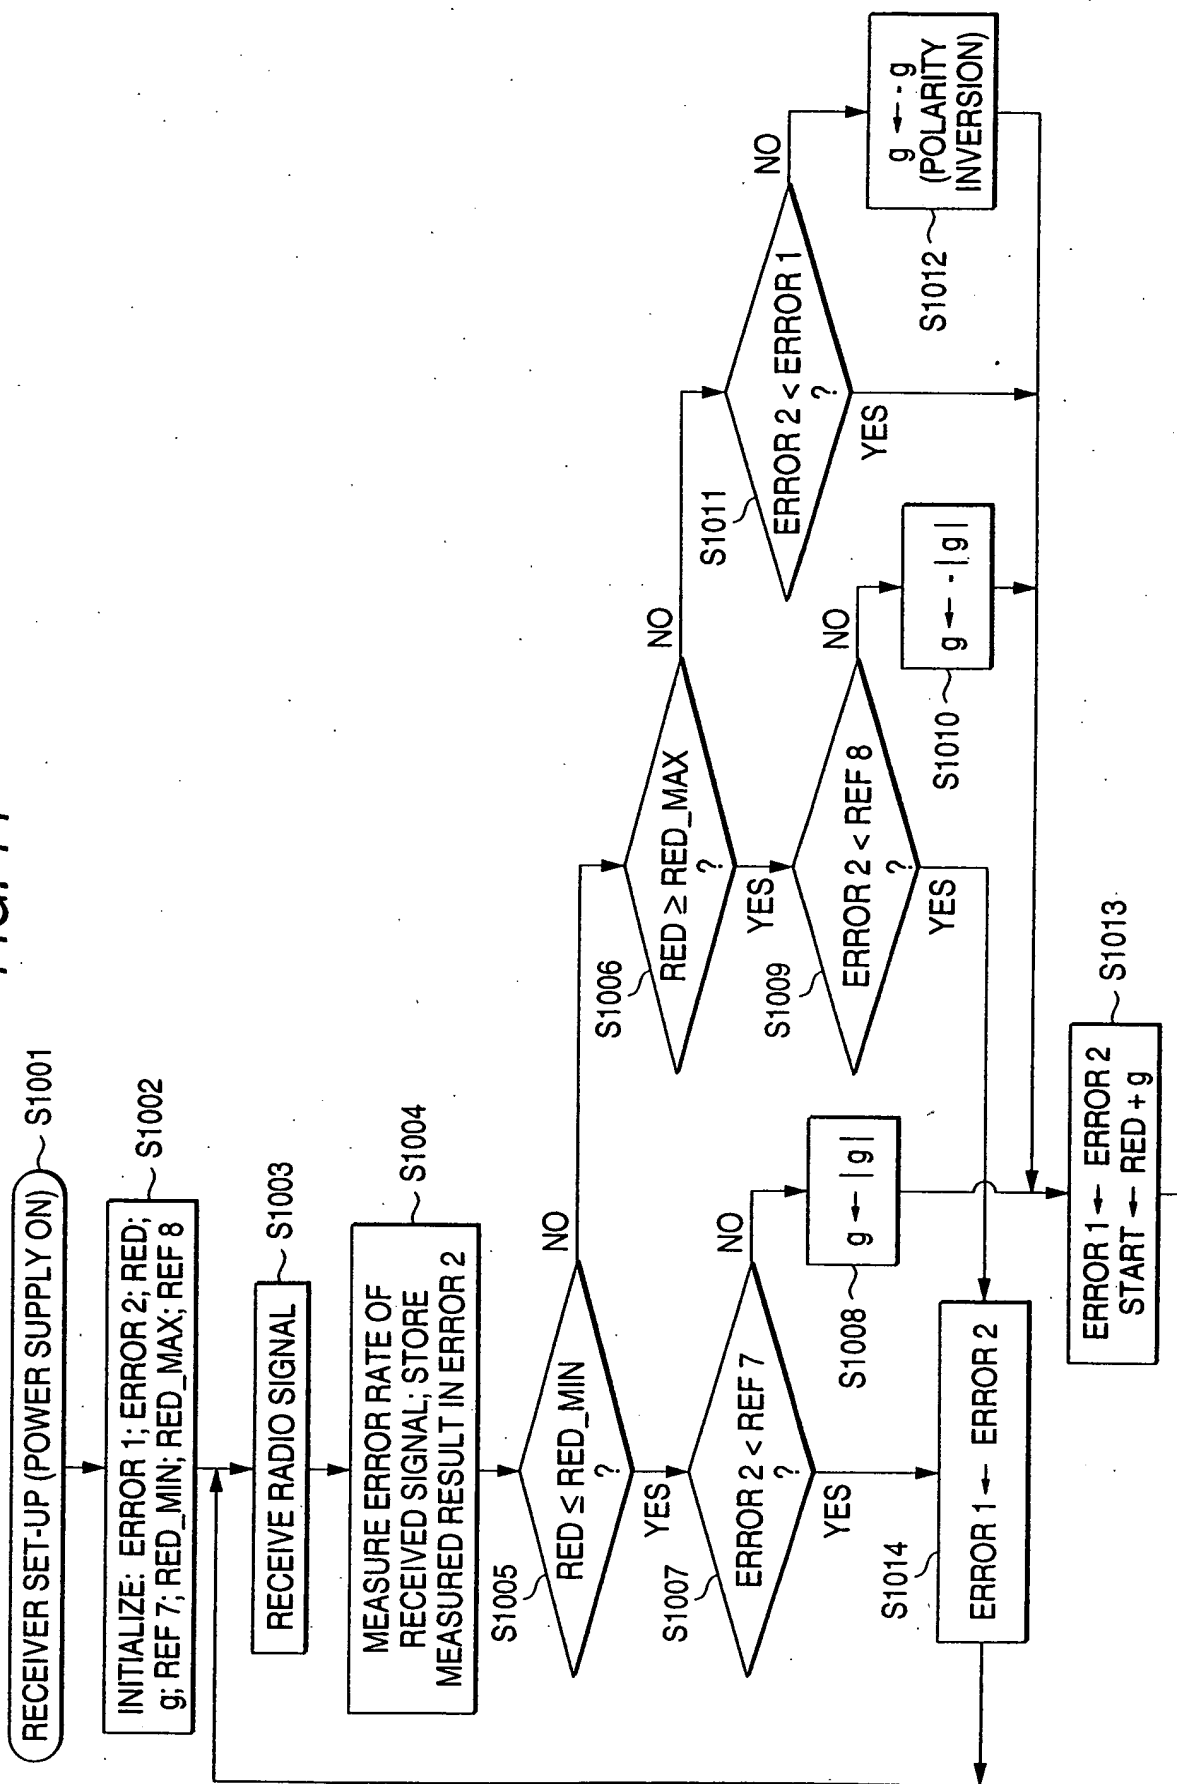 RECEIVER SET-UP (POWER SUPPLY ON)
S1001
INITIALIZE: ERROR 1; ERROR 2; RED;
g; REF 7; RED_MIN; RED_MAX; REF 8
S1002
RECEIVE RADIO SIGNAL
S1003
MEASURE ERROR RATE OF
RECEIVED SIGNAL; STORE
MEASURED RESULT IN ERROR 2
S1004
S1005
RED ≤ RED_MIN
?
NO
YES
S1006
RED ≥ RED_MAX
?
NO
YES
S1007
ERROR 2 < REF 7
?
NO
YES
S1008
g ← | g |
S1009
ERROR 2 < REF 8
?
NO
YES
S1010
g ← - | g |
S1011
ERROR 2 < ERROR 1
?
NO
YES
S1012
g ← - g
(POLARITY
INVERSION)
S1014
ERROR 1 ← ERROR 2
S1013
ERROR 1 ← ERROR 2
START ← RED + g